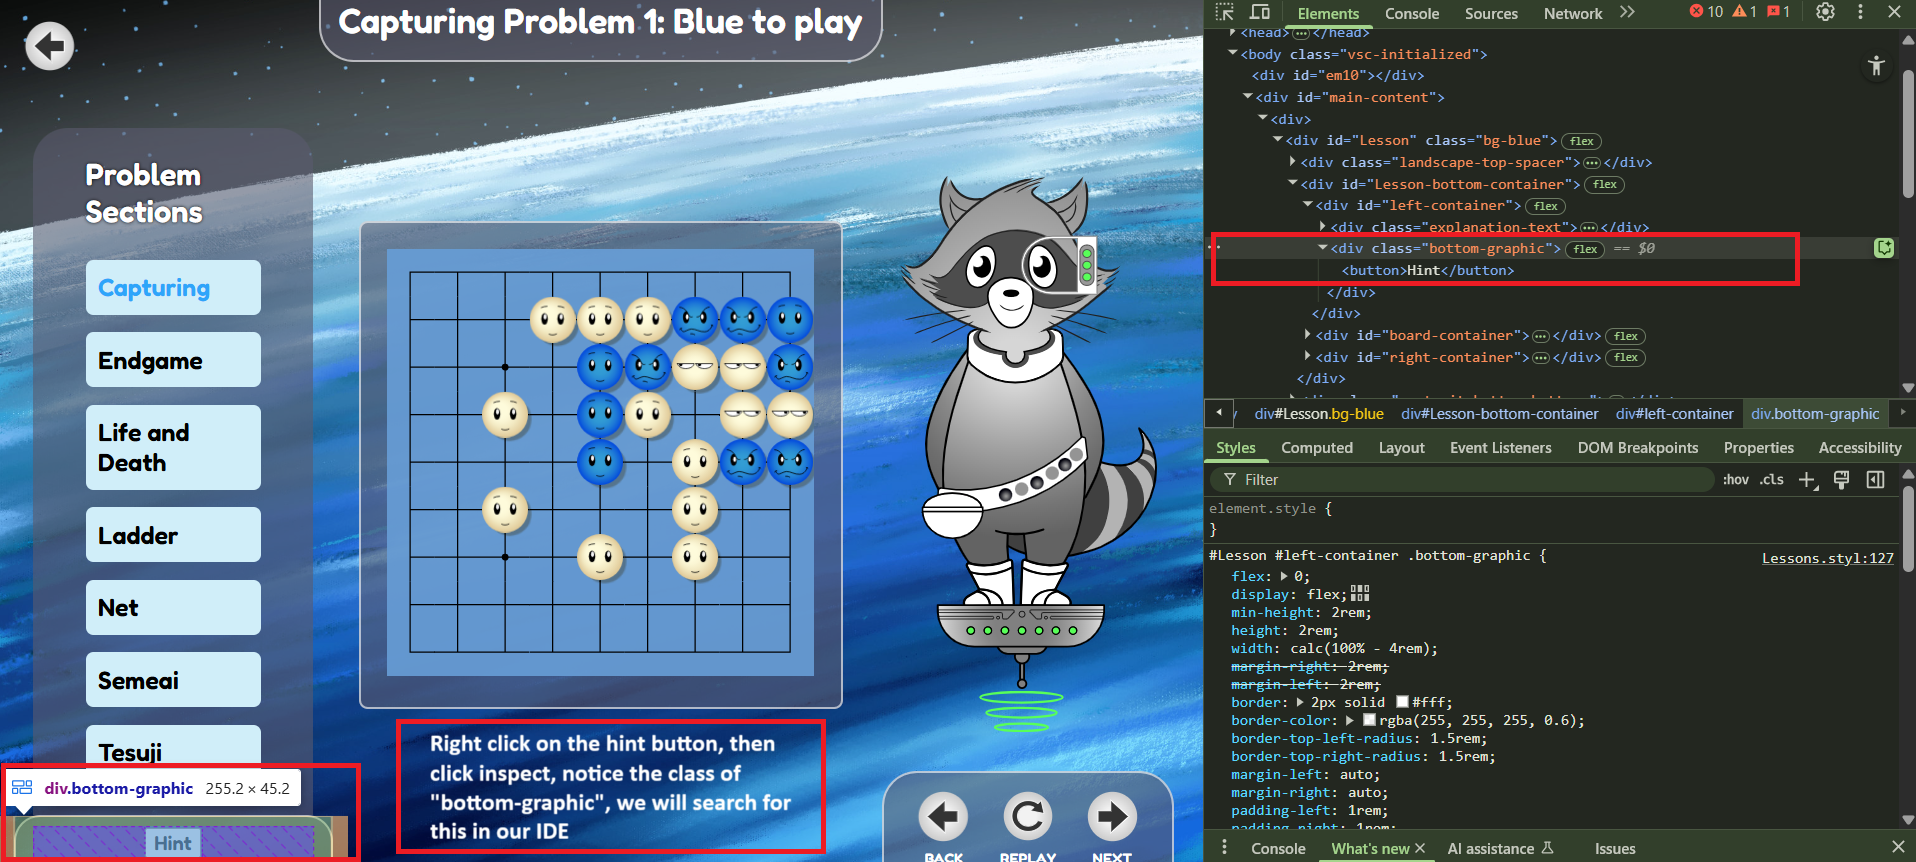 Capturing Problem 1: Blue to play
Problem
Sections
Capturing
Endgame
Life and
Death
Ladder
Net
Semeai
Tesuji
div.bottom-graphic 255.2 × 45.2
Hint
Right click on the hint button, then
click inspect, notice the class of
"bottom-graphic", we will search for
this in our IDE
BACK REPLAY NEXT
Elements Console Sources Network 10 1 1
<head> </head>
<body class="vsc-initialized">
<div id="em10"></div>
<div id="main-content">
<div>
<div id="Lesson" class="bg-blue"> flex
<div class="landscape-top-spacer"> </div>
<div id="Lesson-bottom-container"> flex
<div id="left-container"> flex
<div class="explanation-text"> </div>
<div class="bottom-graphic"> flex == $0
<button>Hint</button>
</div>
</div>
<div id="board-container"> </div> flex
<div id="right-container"> </div> flex
</div>
div#Lesson.bg-blue div#Lesson-bottom-container div#left-container div.bottom-graphic
Styles Computed Layout Event Listeners DOM Breakpoints Properties Accessibility
Filter :hov .cls
element.style {
}
#Lesson #left-container .bottom-graphic { Lessons.styl:127
flex: 0;
display: flex;
min-height: 2rem;
height: 2rem;
width: calc(100% - 4rem);
margin-right: 2rem;
margin-left: 2rem;
border: 2px solid #fff;
border-color: rgba(255, 255, 255, 0.6);
border-top-left-radius: 1.5rem;
border-top-right-radius: 1.5rem;
margin-left: auto;
margin-right: auto;
padding-left: 1rem;
padding-right: 1rem;
Console What's new AI assistance Issues